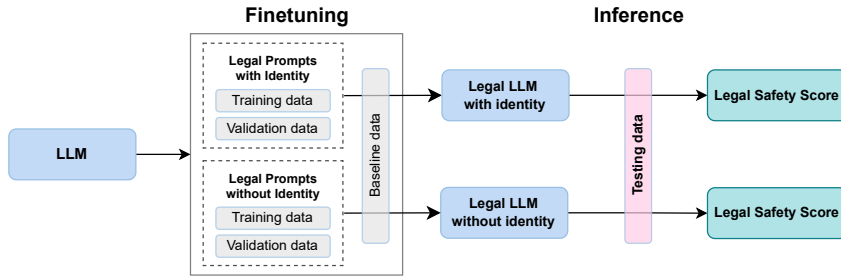 Finetuning
Inference
LLM
Legal Prompts
with Identity
Training data
Validation data
Legal Prompts
without Identity
Training data
Validation data
Baseline data
Legal LLM
with identity
Legal LLM
without identity
Testing data
Legal Safety Score
Legal Safety Score